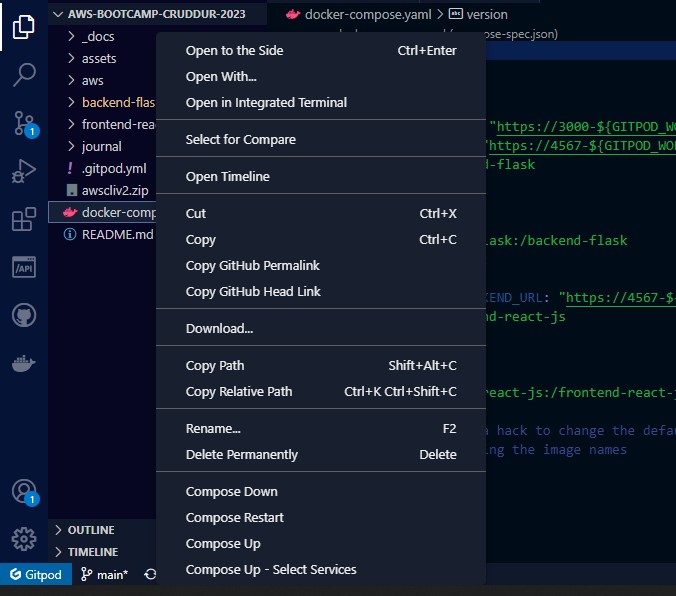 AWS-BOOTCAMP-CRUDDUR-2023
docker-compose.yaml > version
_docs
assets
aws
backend-flas
frontend-rea
journal
.gitpod.yml
awscliv2.zip
docker-comp
README.md
OUTLINE
TIMELINE
Open to the Side Ctrl+Enter
Open With...
Open in Integrated Terminal
Select for Compare
Open Timeline
Cut Ctrl+X
Copy Ctrl+C
Copy GitHub Permalink
Copy GitHub Head Link
Download...
Copy Path Shift+Alt+C
Copy Relative Path Ctrl+K Ctrl+Shift+C
Rename... F2
Delete Permanently Delete
Compose Down
Compose Restart
Compose Up
Compose Up - Select Services
ose-spec.json)
"https://3000-${GITPOD_WO
"https://4567-${GITPOD_WO
d-flask
ask:/backend-flask
KEND_URL: "https://4567-$
nd-react-js
react-js:/frontend-react-j
hack to change the defa
ng the image names
/API
1
1
Gitpod
main*